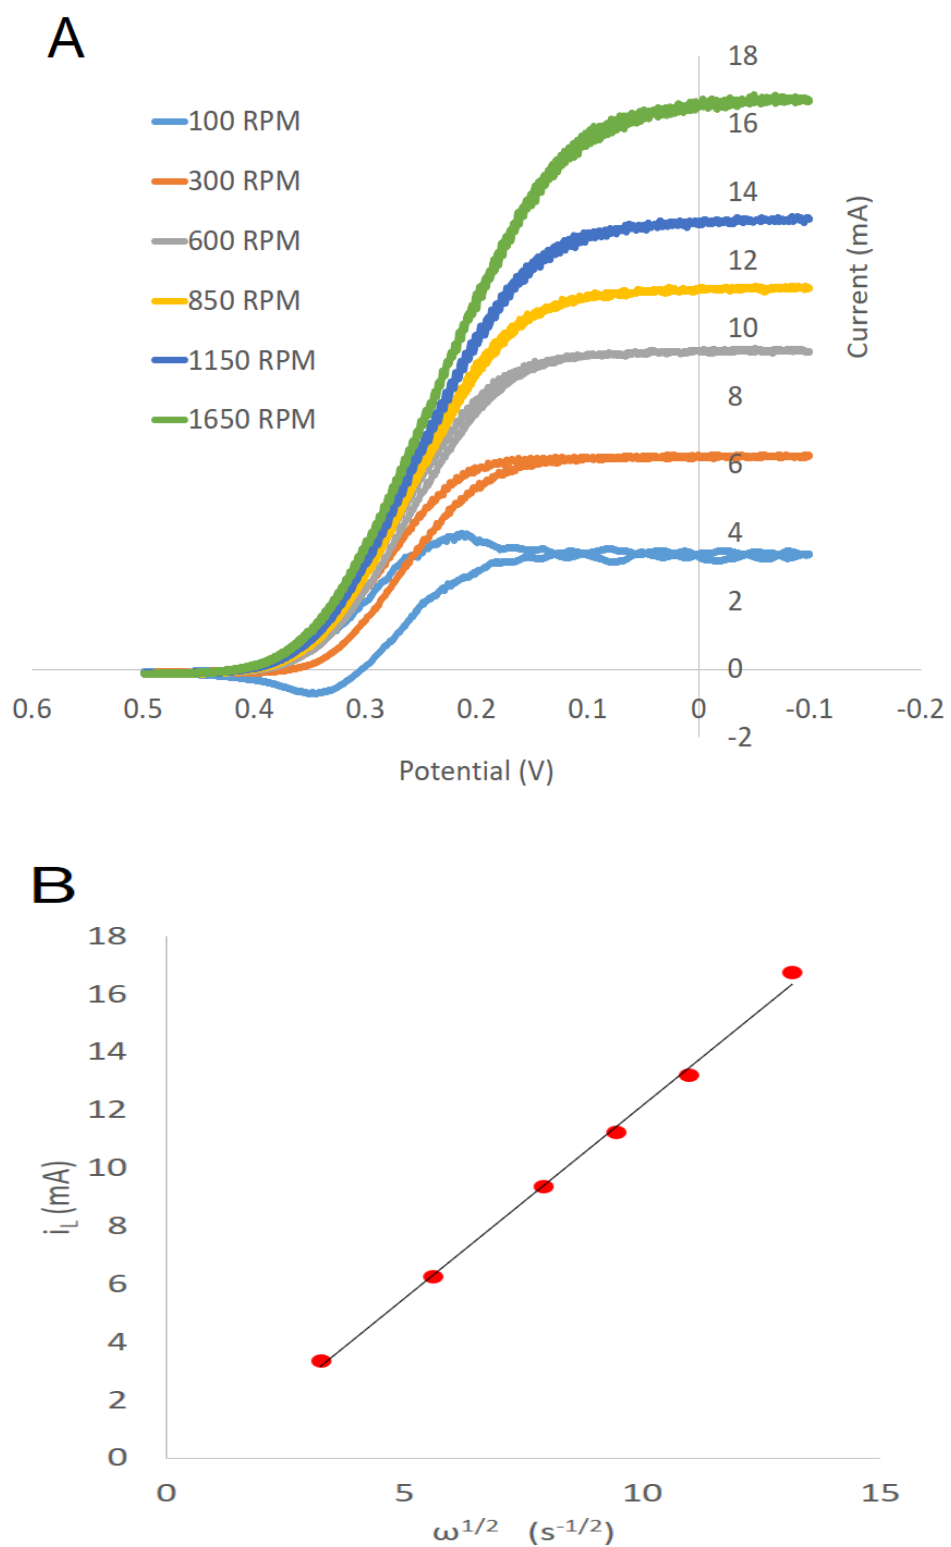 A
18
16
14
12
10
8
6
4
2
0
-2
Current (mA)
100 RPM
300 RPM
600 RPM
850 RPM
1150 RPM
1650 RPM
0.6 0.5 0.4 0.3 0.2 0.1 0 -0.1 -0.2
Potential (V)
B
18
16
14
12
10
8
6
4
2
0
i_L (mA)
0 5 10 15
ω^1/2 (s^-1/2)